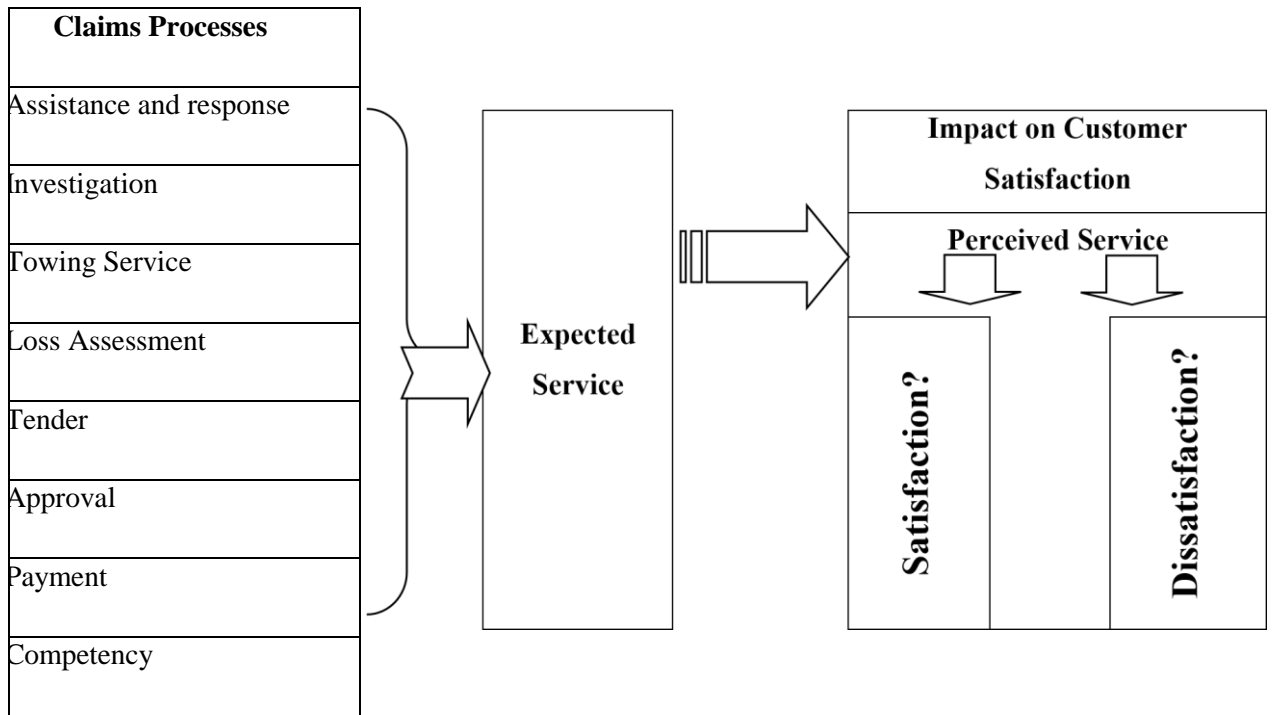 Claims Processes
Assistance and response
Investigation
Towing Service
Loss Assessment
Tender
Approval
Payment
Competency
Expected
Service
Impact on Customer
Satisfaction
Perceived Service
Satisfaction?
Dissatisfaction?